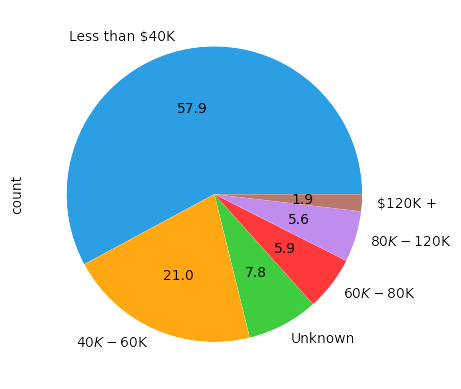 Less than $40K
57.9
count
1.9
$120K +
5.6
80K − 120K
5.9
60K − 80K
7.8
Unknown
21.0
40K − 60K